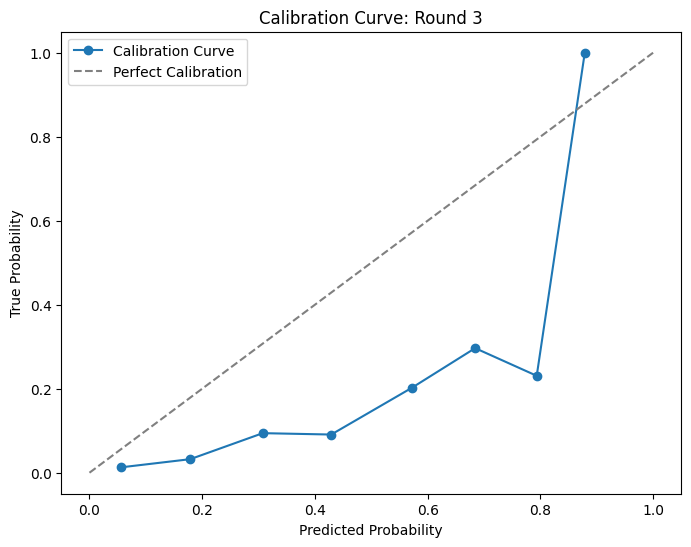 Calibration Curve: Round 3
Calibration Curve
Perfect Calibration
True Probability
1.0
0.8
0.6
0.4
0.2
0.0
0.0 0.2 0.4 0.6 0.8 1.0
Predicted Probability